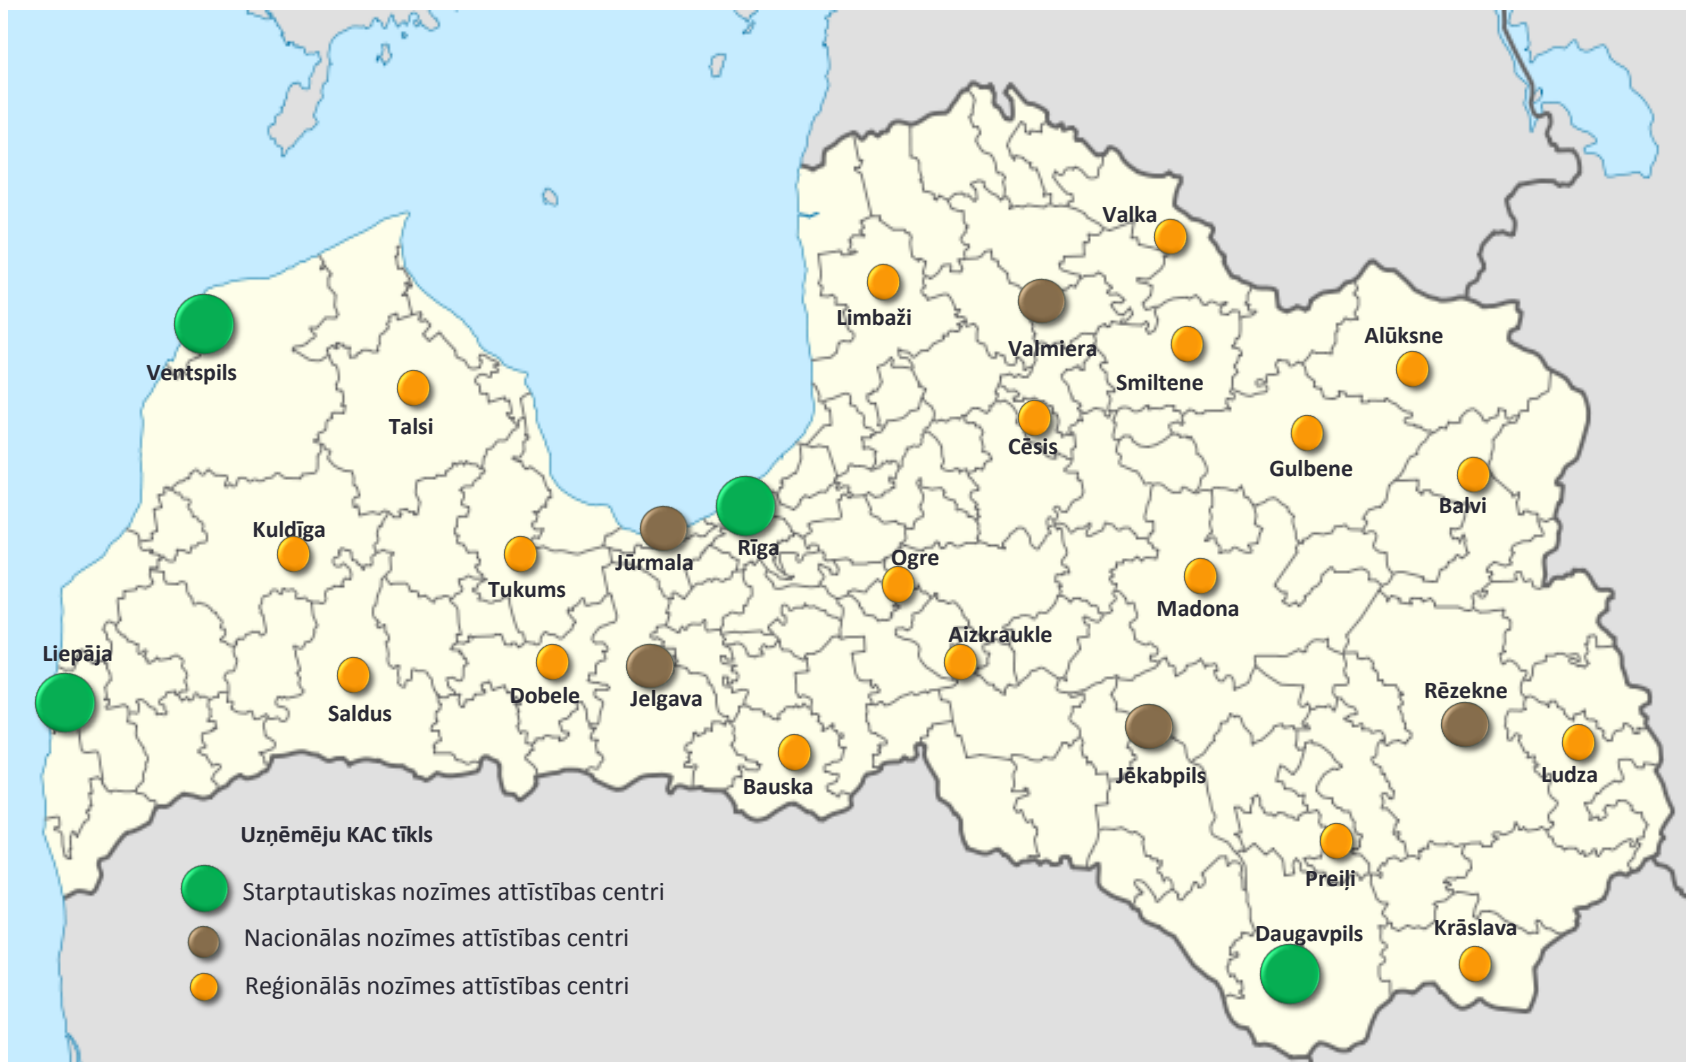 Valka
Limbaži
Valmiera
Alūksne
Smiltene
Ventspils
Talsi
Cēsis
Gulbene
Balvi
Kuldīga
Rīga
Jūrmala
Ogre
Tukums
Madona
Aizkraukle
Liepāja
Saldus
Dobele
Jelgava
Rēzekne
Bauska
Jēkabpils
Ludza
Preiļi
Daugavpils
Krāslava
Uzņēmēju KAC tīkls
Starptautiskas nozīmes attīstības centri
Nacionālas nozīmes attīstības centri
Reģionālās nozīmes attīstības centri